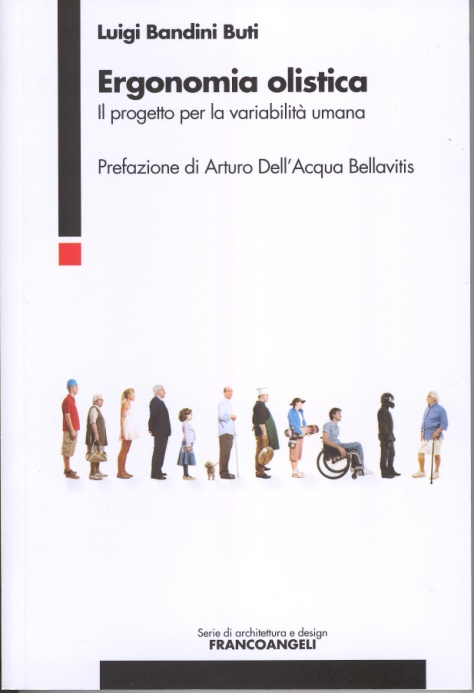 Luigi Bandini Buti
Ergonomia olistica
Il progetto per la variabilità umana
Prefazione di Arturo Dell'Acqua Bellavitis
Serie di architettura e design
FRANCOANGELI